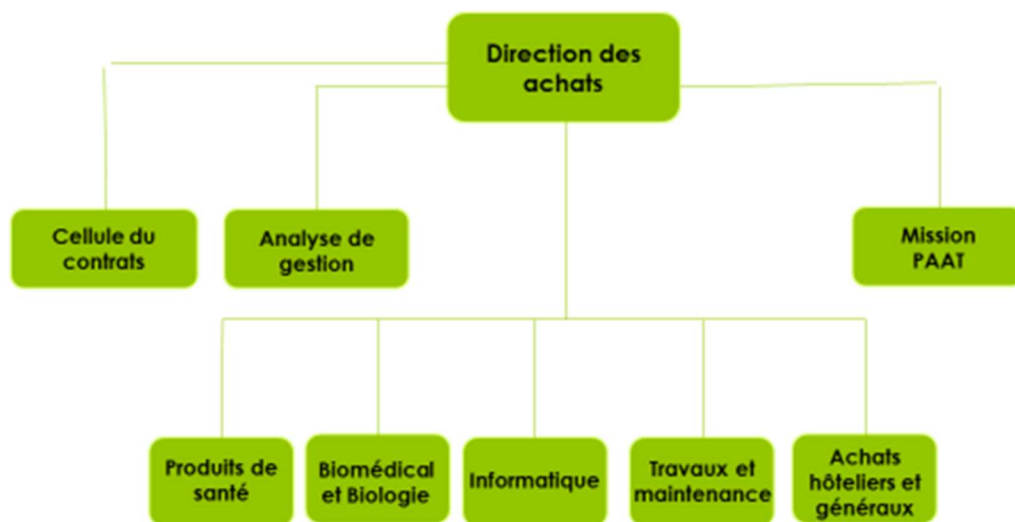 Direction des
achats
Cellule du
contrats
Analyse de
gestion
Mission
PAAT
Produits de
santé
Biomédical
et Biologie
Informatique
Travaux et
maintenance
Achats
hôteliers et
généraux